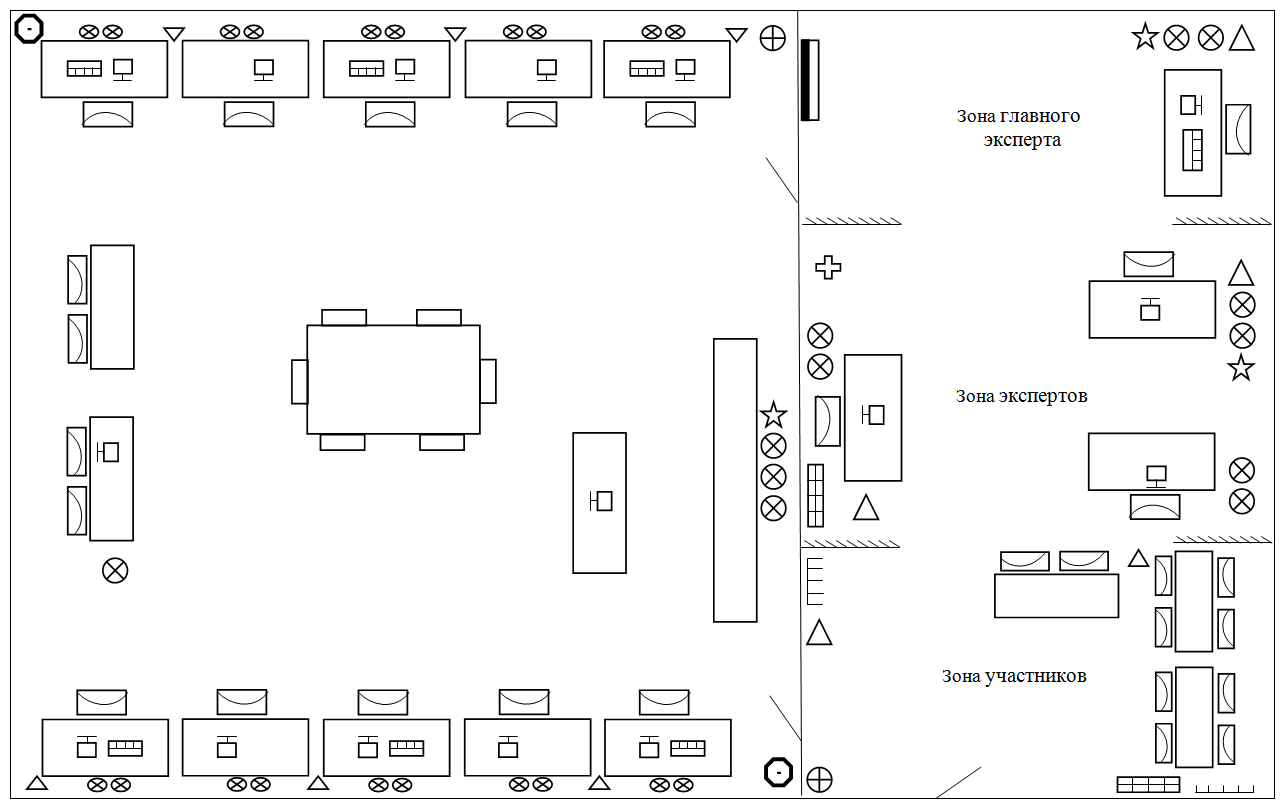 Зона главного
эксперта
Зона экспертов
Зона участников